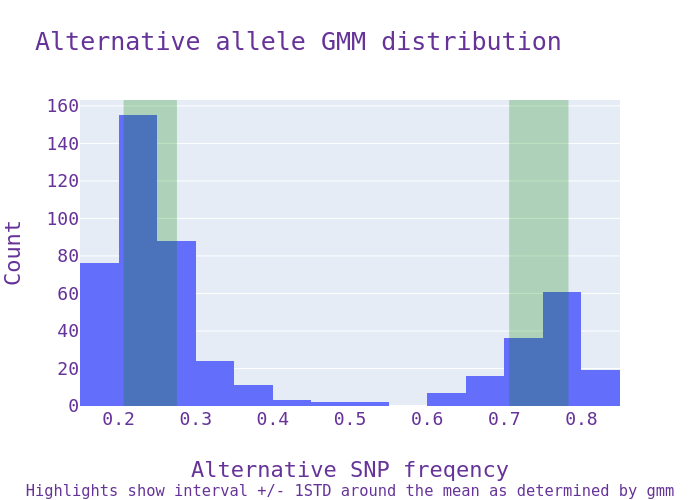 Alternative allele GMM distribution
160
140
120
100
80
60
40
20
0
Count
0.2 0.3 0.4 0.5 0.6 0.7 0.8
Alternative SNP freqency
Highlights show interval +/- 1STD around the mean as determined by gmm